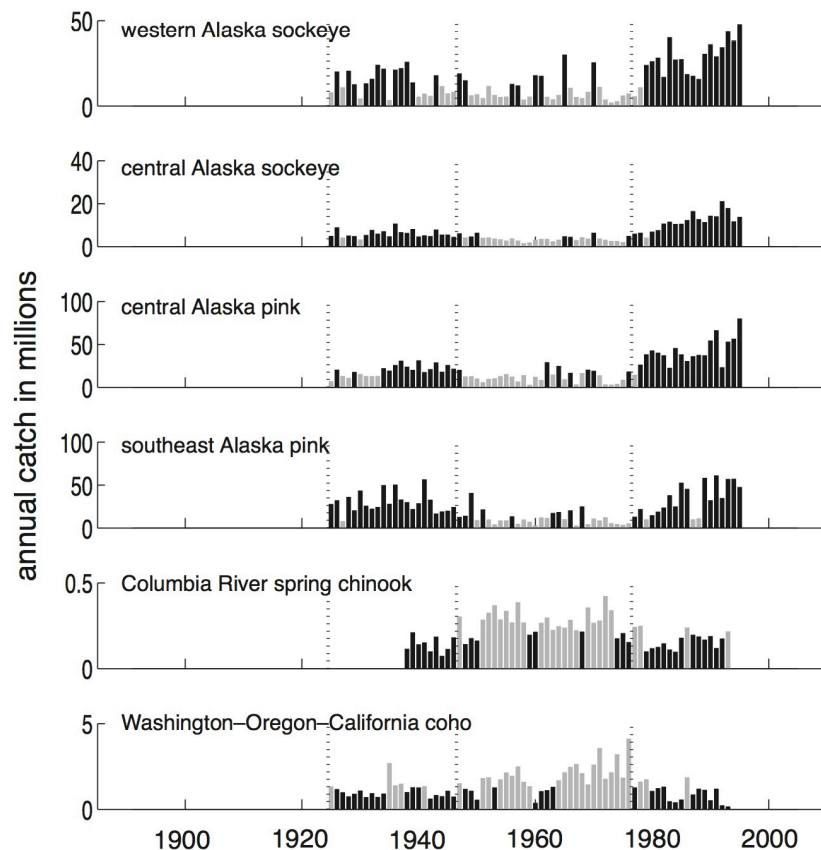 annual catch in millions
western Alaska sockeye
50
0
central Alaska sockeye
40
20
0
central Alaska pink
100
50
0
southeast Alaska pink
100
50
0
Columbia River spring chinook
0.5
0
Washington–Oregon–California coho
5
0
1900 1920 1940 1960 1980 2000